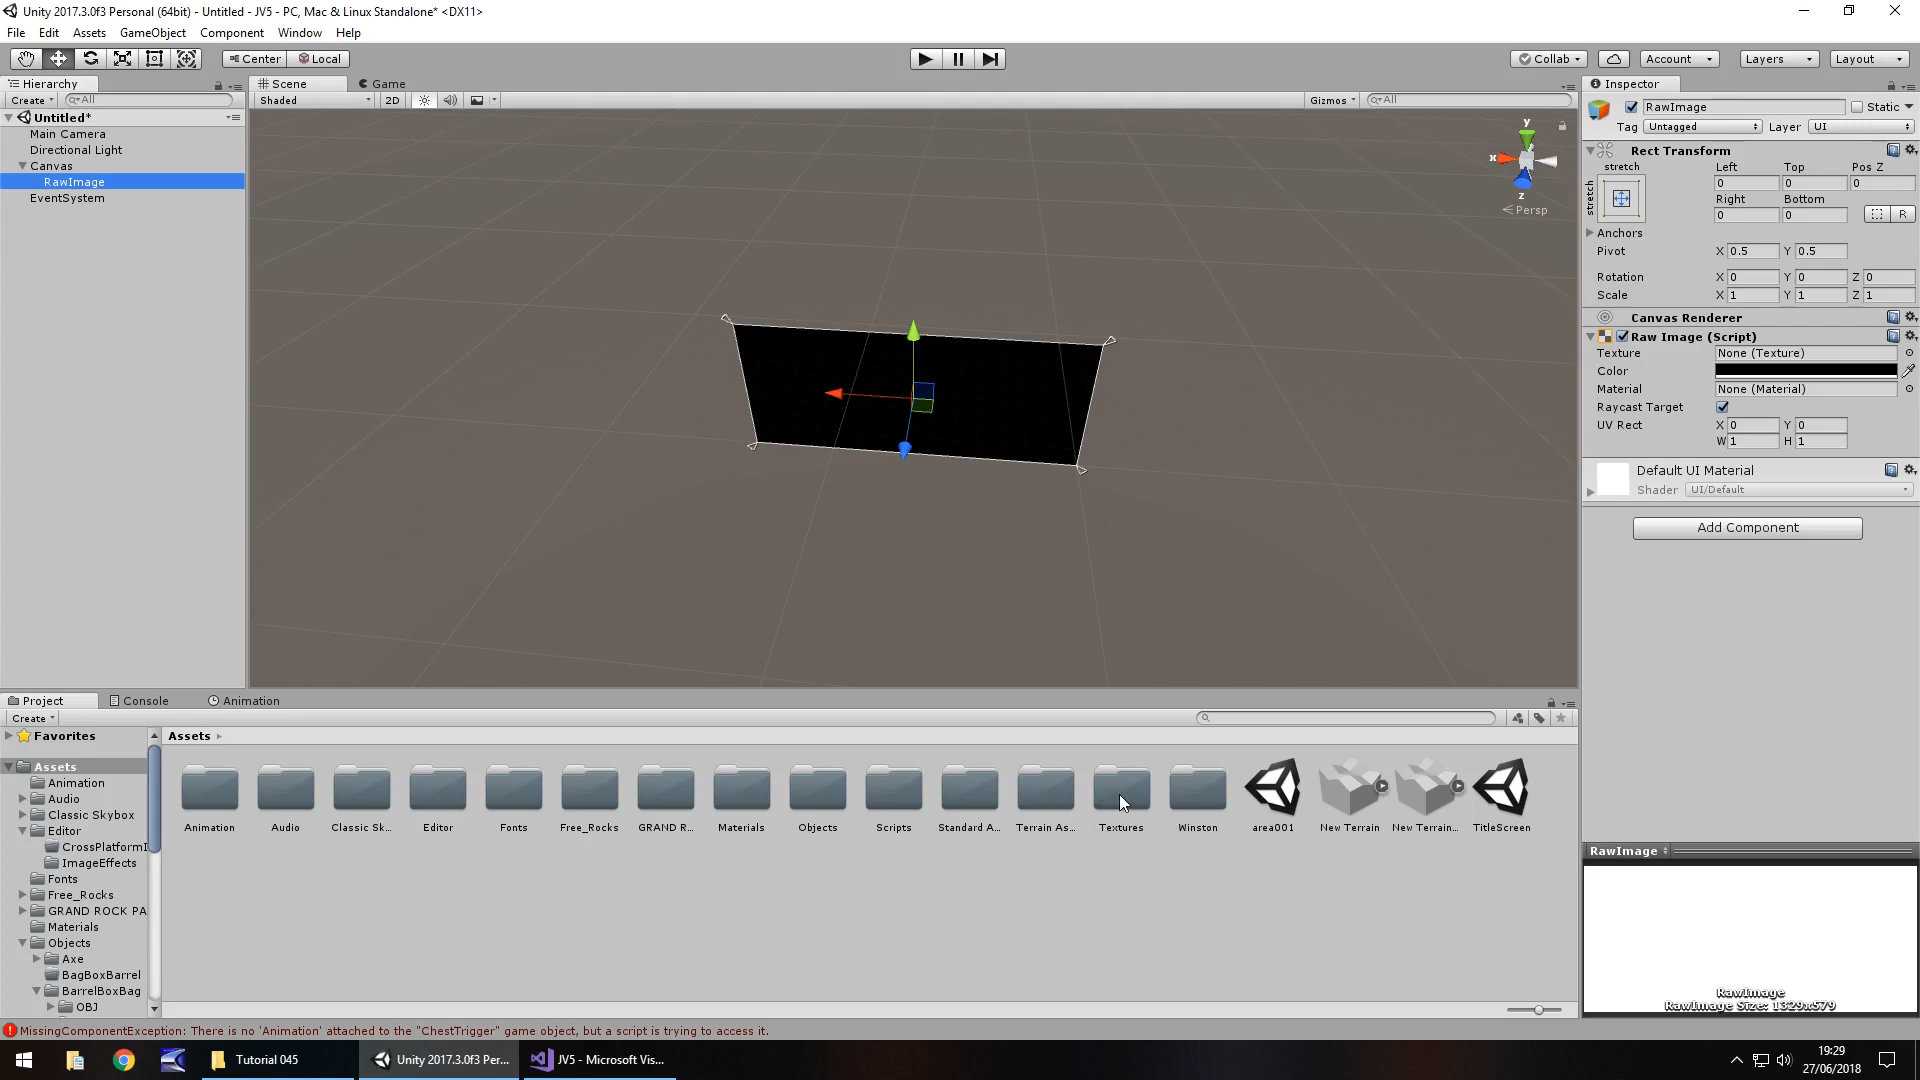 Unity 2017.3.0f3 Personal (64bit) - Untitled - JV5 - PC, Mac & Linux Standalone* <DX11>
File Edit Assets GameObject Component Window Help
Center Local Collab Account Layers Layout
Hierarchy
Create All
Untitled*
Main Camera
Directional Light
Canvas
RawImage
EventSystem
Scene Game
Shaded 2D Gizmos All
y
x
z
Persp
Inspector
RawImage Static
Tag Untagged Layer UI
Rect Transform
stretch Left Top Pos Z
stretch
0 0 0
Right Bottom
0 0 R
Anchors
Pivot X 0.5 Y 0.5
Rotation X 0 Y 0 Z 0
Scale X 1 Y 1 Z 1
Canvas Renderer
Raw Image (Script)
Texture None (Texture)
Color
Material None (Material)
Raycast Target
UV Rect X 0 Y 0
W 1 H 1
Default UI Material
Shader UI/Default
Add Component
RawImage
RawImage
RawImage Size: 1329x579
Project Console Animation
Create
Favorites
Assets
Animation
Audio
Classic Skybox
Editor
CrossPlatformI
ImageEffects
Fonts
Free_Rocks
GRAND ROCK PA
Materials
Objects
Axe
BagBoxBarrel
BarrelBoxBag
OBJ
Assets
Animation Audio Classic Sk... Editor Fonts Free_Rocks GRAND R... Materials Objects Scripts Standard A... Terrain As... Textures Winston area001 New Terrain New Terrain... TitleScreen
MissingComponentException: There is no 'Animation' attached to the "ChestTrigger" game object, but a script is trying to access it.
Tutorial 045 Unity 2017.3.0f3 Per... JV5 - Microsoft Vis...
19:29
27/06/2018